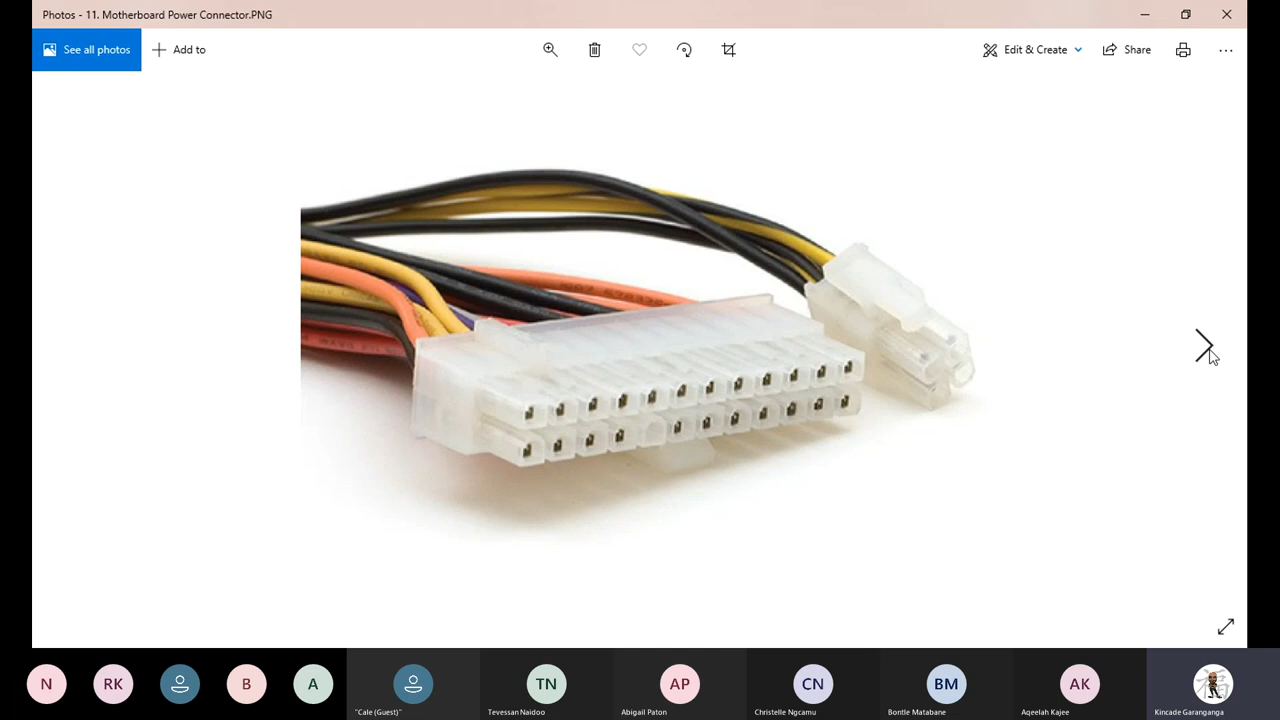 Photos - 11. Motherboard Power Connector.PNG
See all photos
Add to
Edit & Create
Share
N
RK
B
A
TN
AP
CN
BM
AK
福
"Cale (Guest)"
Tevessan Naidoo
Abigail Paton
Christelle Ngcamu
Bontle Matabane
Aqeelah Kajee
Kincade Garanganga